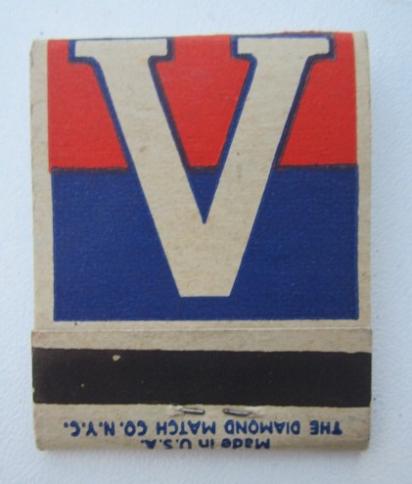 V
Made in U.S.A.
THE DIAMOND MATCH CO. N.Y.C.